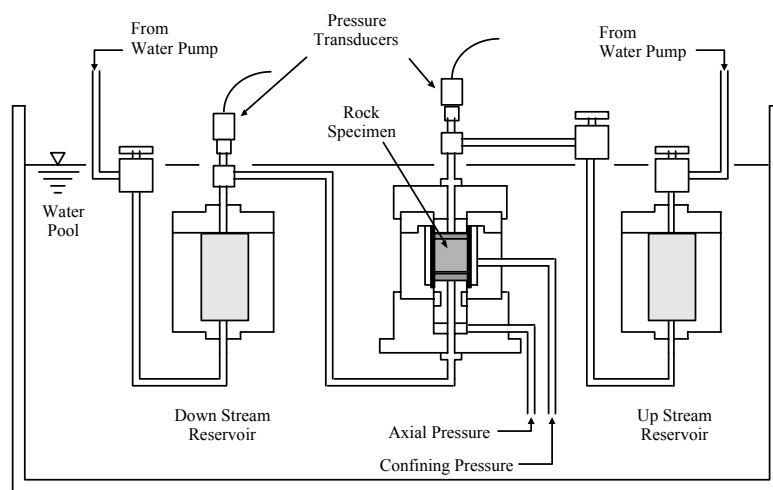 From
Water Pump
Pressure
Transducers
From
Water Pump
Rock
Specimen
Water
Pool
Down Stream
Reservoir
Axial Pressure
Up Stream
Reservoir
Confining Pressure